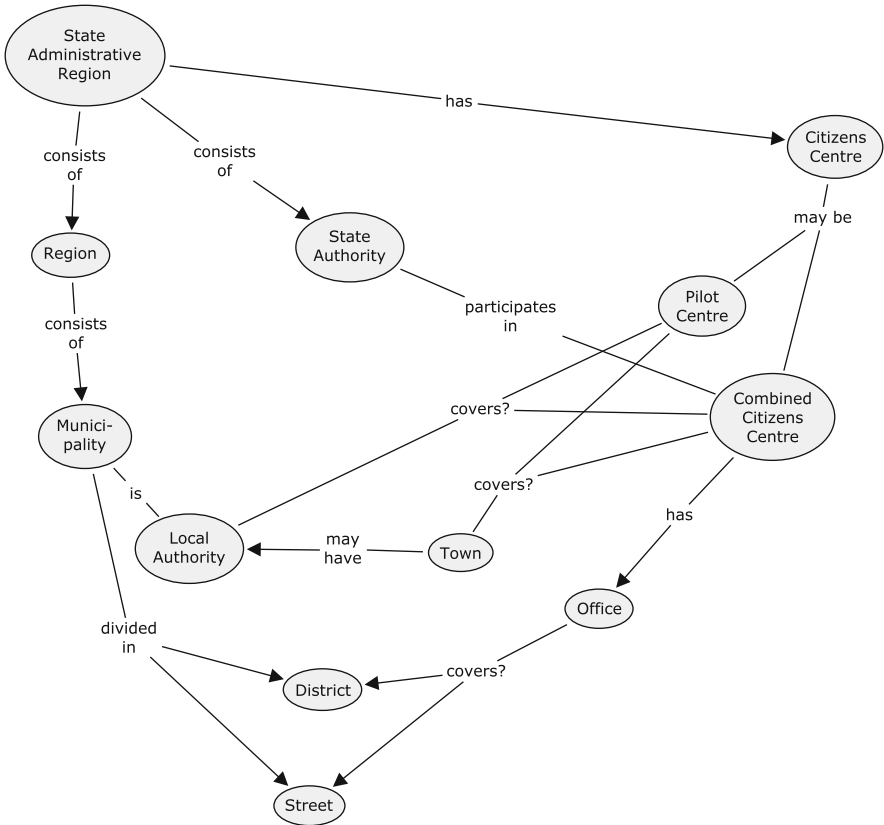 State
Administrative
Region
has
Citizens
Centre
consists
of
consists
of
may be
State
Authority
Region
Pilot
Centre
participates
in
consists
of
Combined
Citizens
Centre
covers?
Munici-
pality
covers?
is
has
Local
Authority
may
have
Town
Office
divided
in
covers?
District
Street